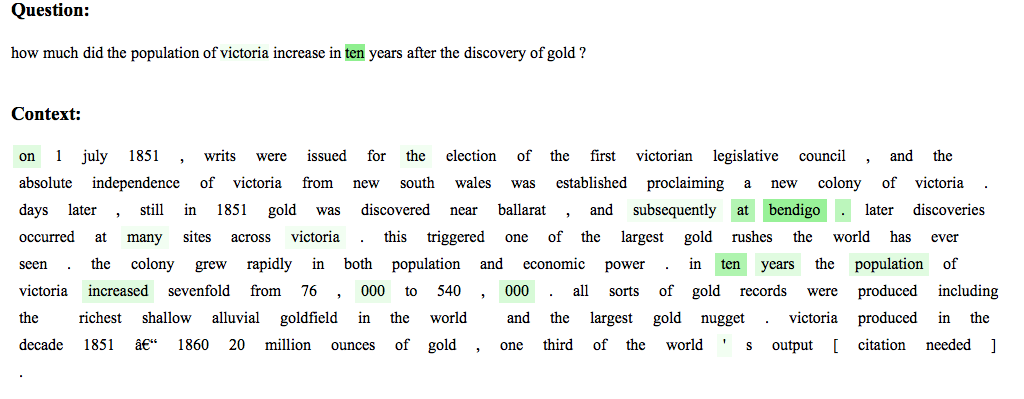 Question:
how much did the population of victoria increase in ten years after the discovery of gold ?
Context:
on 1 july 1851 , writs were issued for the election of the first victorian legislative council , and the
absolute independence of victoria from new south wales was established proclaiming a new colony of victoria .
days later , still in 1851 gold was discovered near ballarat , and subsequently at bendigo . later discoveries
occurred at many sites across victoria . this triggered one of the largest gold rushes the world has ever
seen . the colony grew rapidly in both population and economic power . in ten years the population of
victoria increased sevenfold from 76 , 000 to 540 , 000 . all sorts of gold records were produced including
the richest shallow alluvial goldfield in the world and the largest gold nugget . victoria produced in the
decade 1851 â€“ 1860 20 million ounces of gold , one third of the world ' s output [ citation needed ]
.